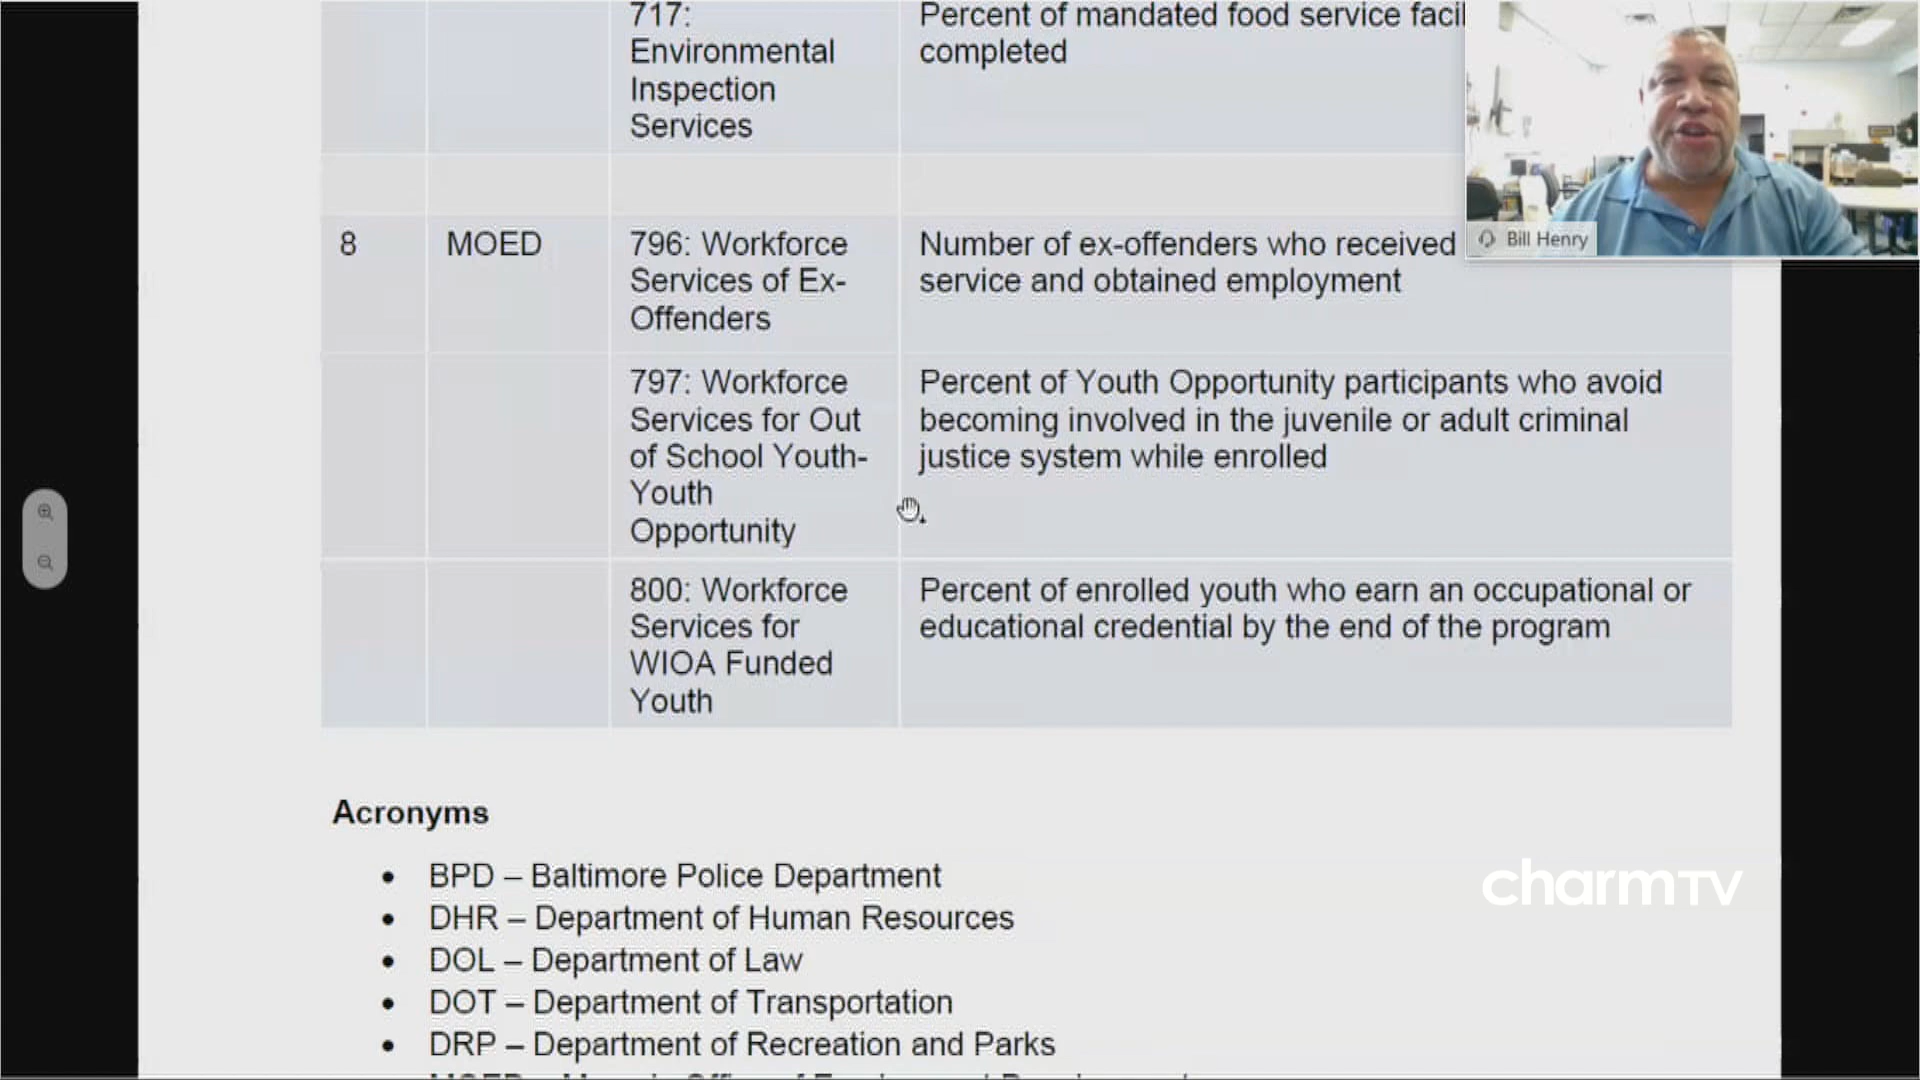 717:
Environmental
Inspection
Services
Percent of mandated food service
completed
Bill Henry
8
MOED
796: Workforce
Services of Ex-
Offenders
Number of ex-offenders who received
service and obtained employment
797: Workforce
Services for Out
of School Youth-
Youth
Opportunity
Percent of Youth Opportunity participants who avoid
becoming involved in the juvenile or adult criminal
justice system while enrolled
800: Workforce
Services for
WIOA Funded
Youth
Percent of enrolled youth who earn an occupational or
educational credential by the end of the program
Acronyms
• BPD – Baltimore Police Department
• DHR – Department of Human Resources
• DOL – Department of Law
• DOT – Department of Transportation
• DRP – Department of Recreation and Parks
charmTV